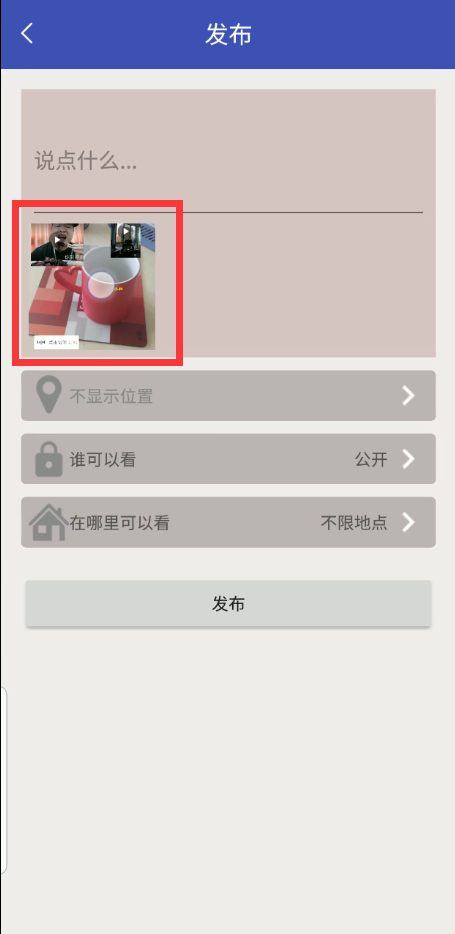 发布
说点什么...
不显示位置
谁可以看 公开
在哪里可以看 不限地点
发布